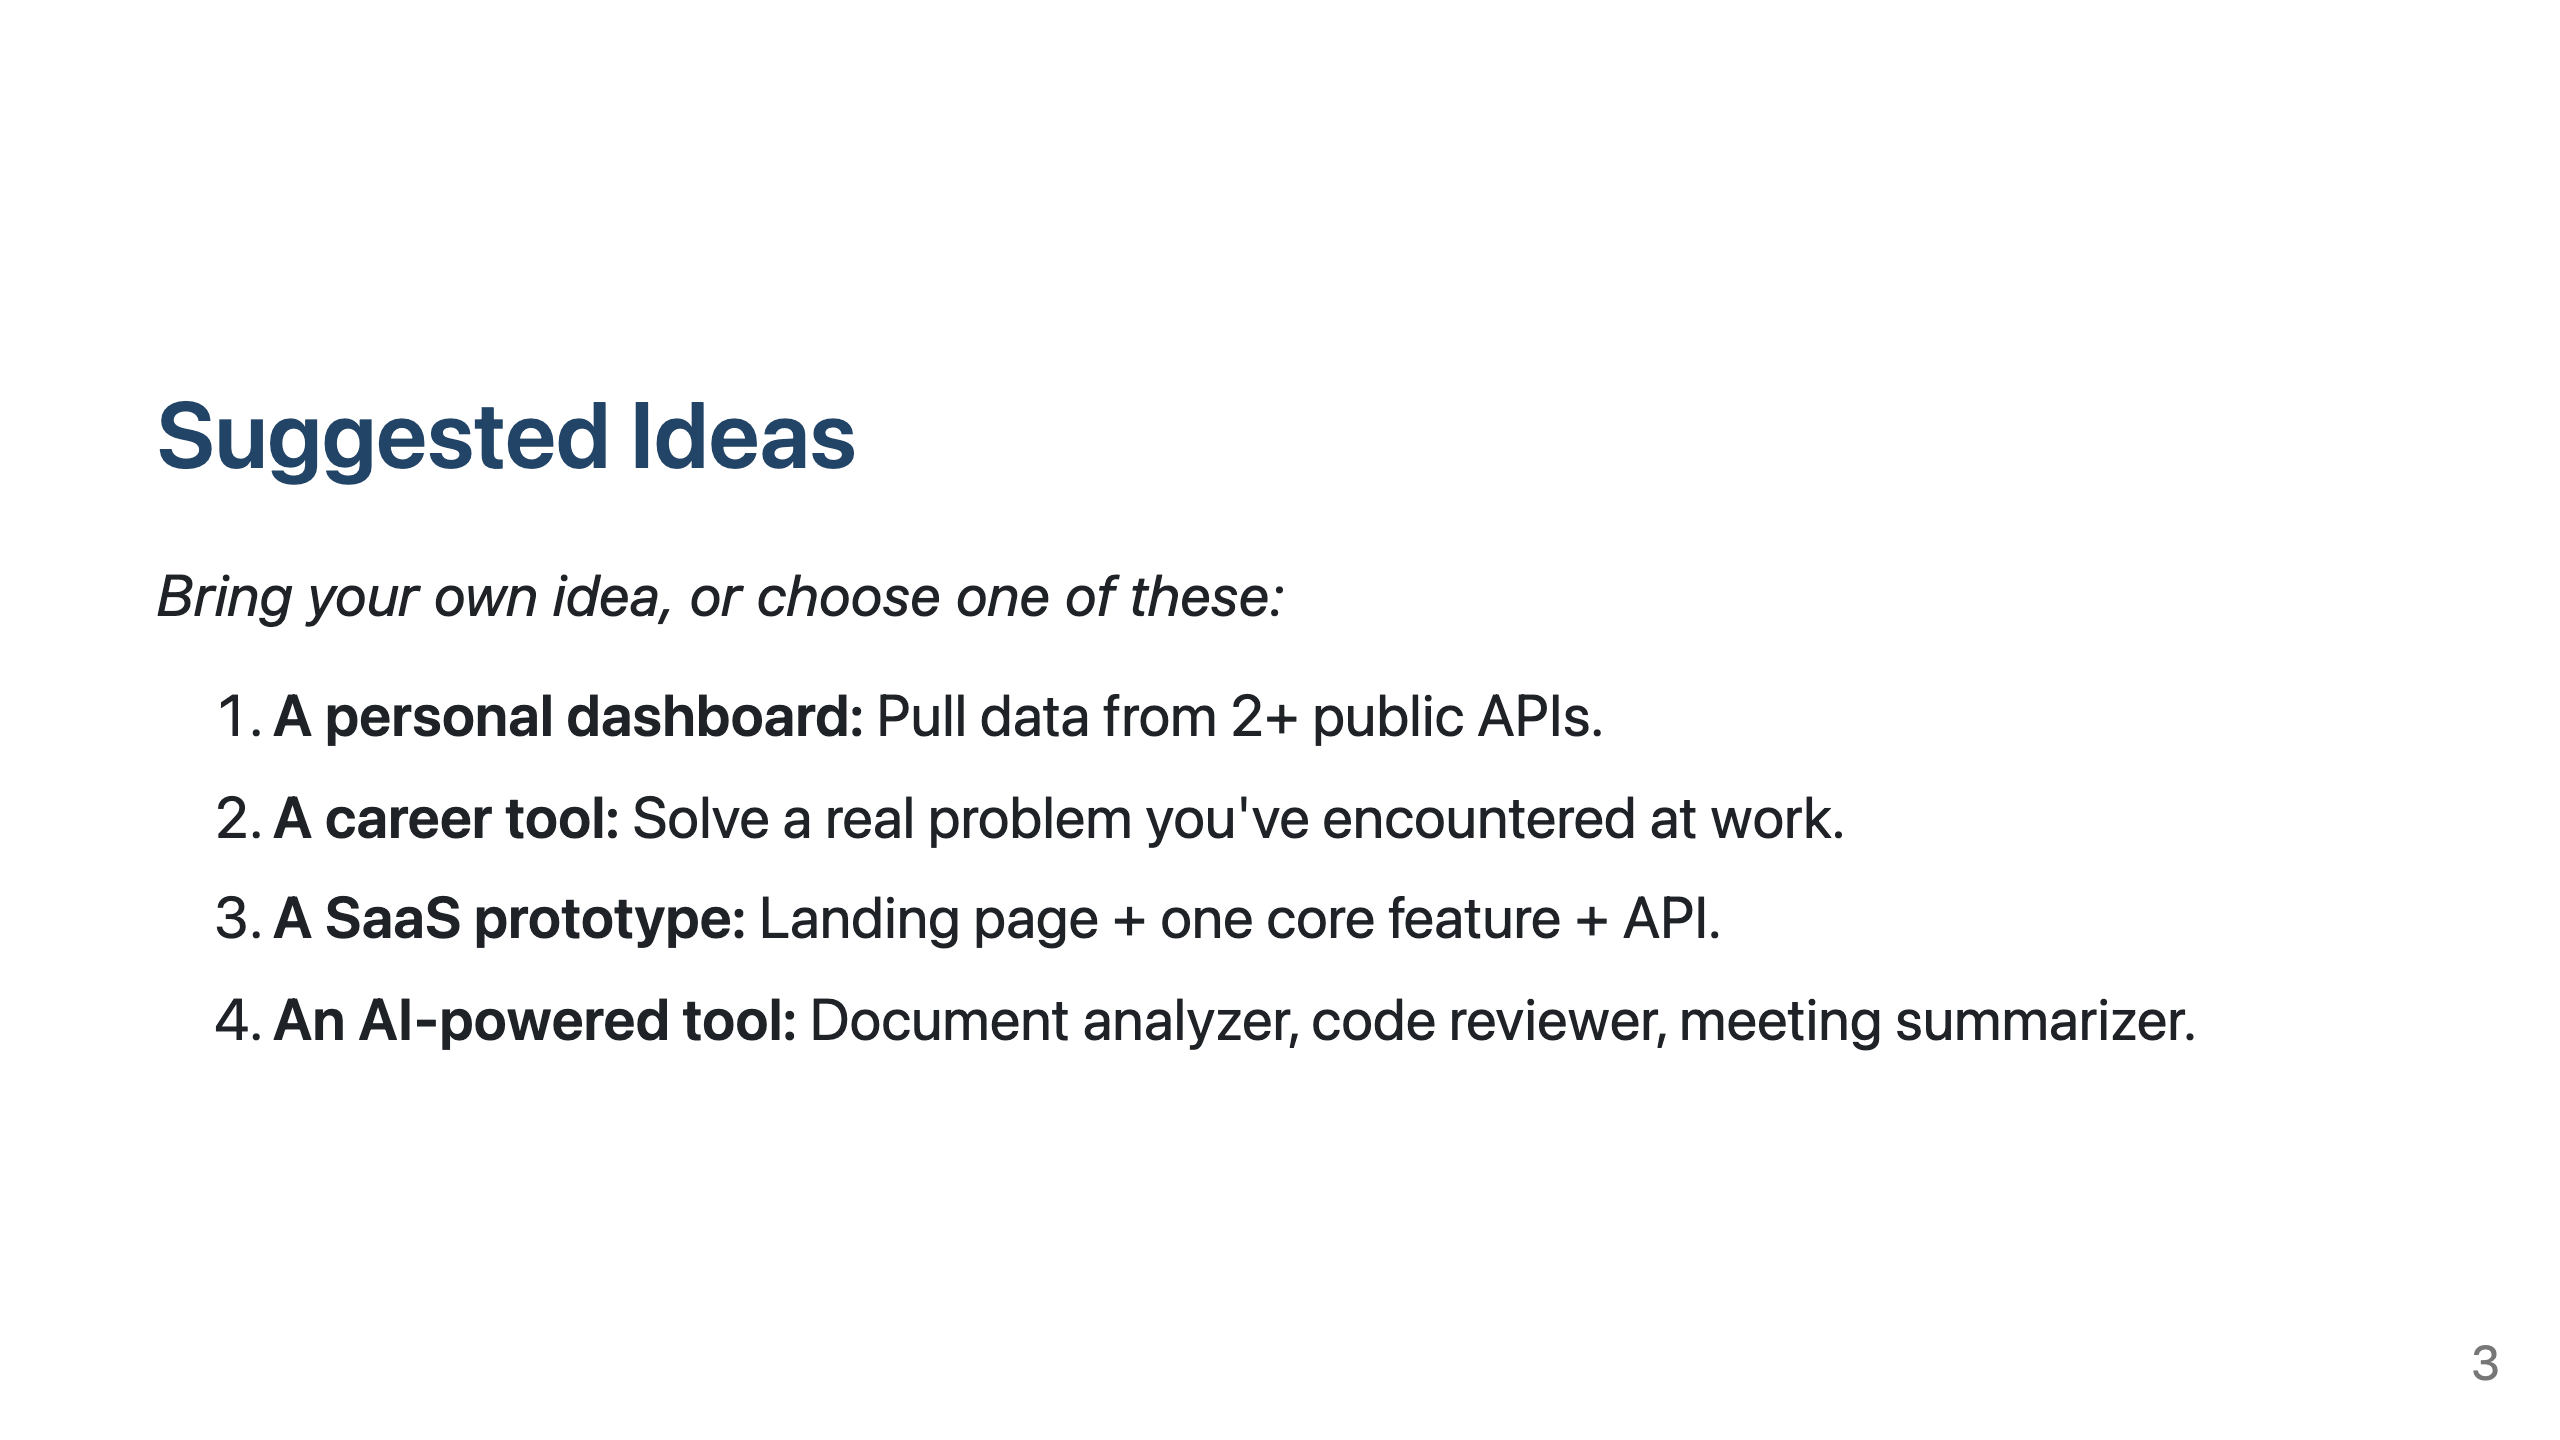 Suggested Ideas
Bring your own idea, or choose one of these:
1. A personal dashboard: Pull data from 2+ public APIs.
2. A career tool: Solve a real problem you've encountered at work.
3. A SaaS prototype: Landing page + one core feature + API.
4. An AI-powered tool: Document analyzer, code reviewer, meeting summarizer.
3